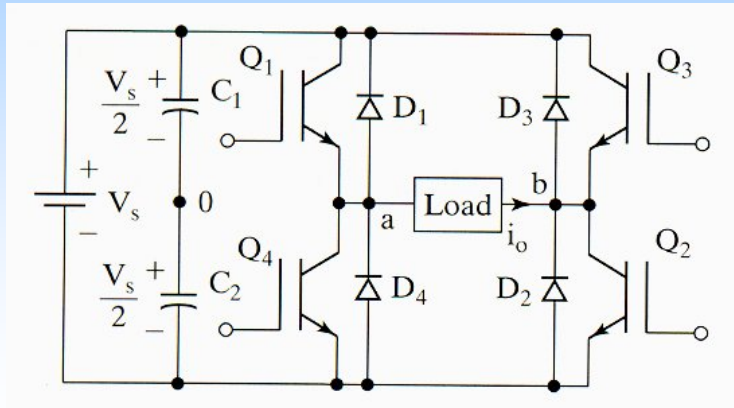 Q₁
Q₃
Vₛ/2
+
−
C₁
D₁
D₃
+
Vₛ
−
0
a
Load
b
iₒ
Q₄
Q₂
Vₛ/2
+
−
C₂
D₄
D₂